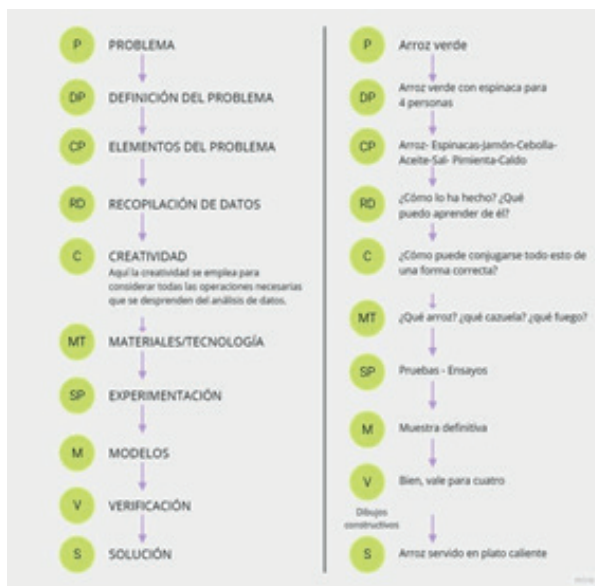 P PROBLEMA
DP DEFINICIÓN DEL PROBLEMA
CP ELEMENTOS DEL PROBLEMA
RD RECOPILACIÓN DE DATOS
C CREATIVIDAD
Aquí la creatividad se emplea para
considerar todas las operaciones necesarias
que se desprenden del análisis de datos.
MT MATERIALES/TECNOLOGÍA
SP EXPERIMENTACIÓN
M MODELOS
V VERIFICACIÓN
S SOLUCIÓN
P Arroz verde
DP Arroz verde con espinaca para
4 personas
CP Arroz- Espinacas-Jamón-Cebolla-
Aceite-Sal- Pimienta-Caldo
RD ¿Cómo lo ha hecho? ¿Qué
puedo aprender de él?
C ¿Cómo puede conjugarse todo esto de
una forma correcta?
MT ¿Qué arroz? ¿qué cazuela? ¿qué fuego?
SP Pruebas - Ensayos
M Muestra definitiva
V Bien, vale para cuatro
Dibujos
constructivos
S Arroz servido en plato caliente